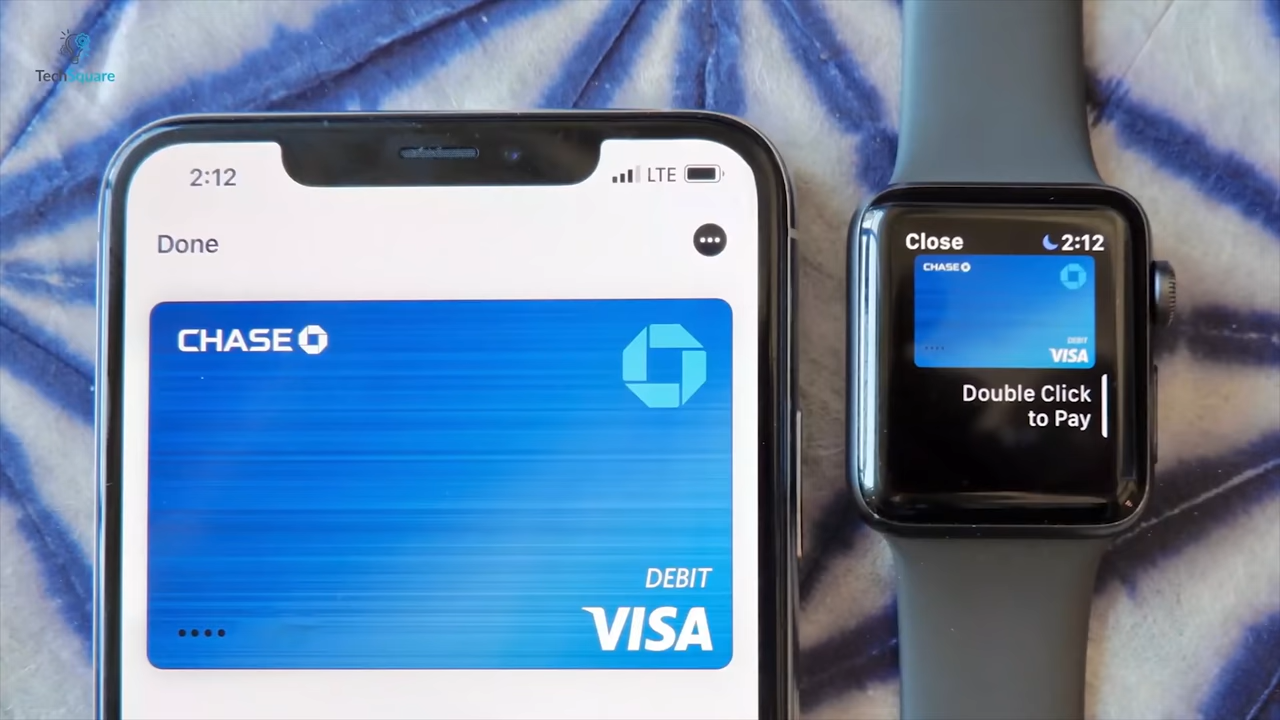 TechSquare
2:12
LTE
Done
CHASE
DEBIT
VISA
Close
2:12
CHASE
DEBIT
VISA
Double Click
to Pay